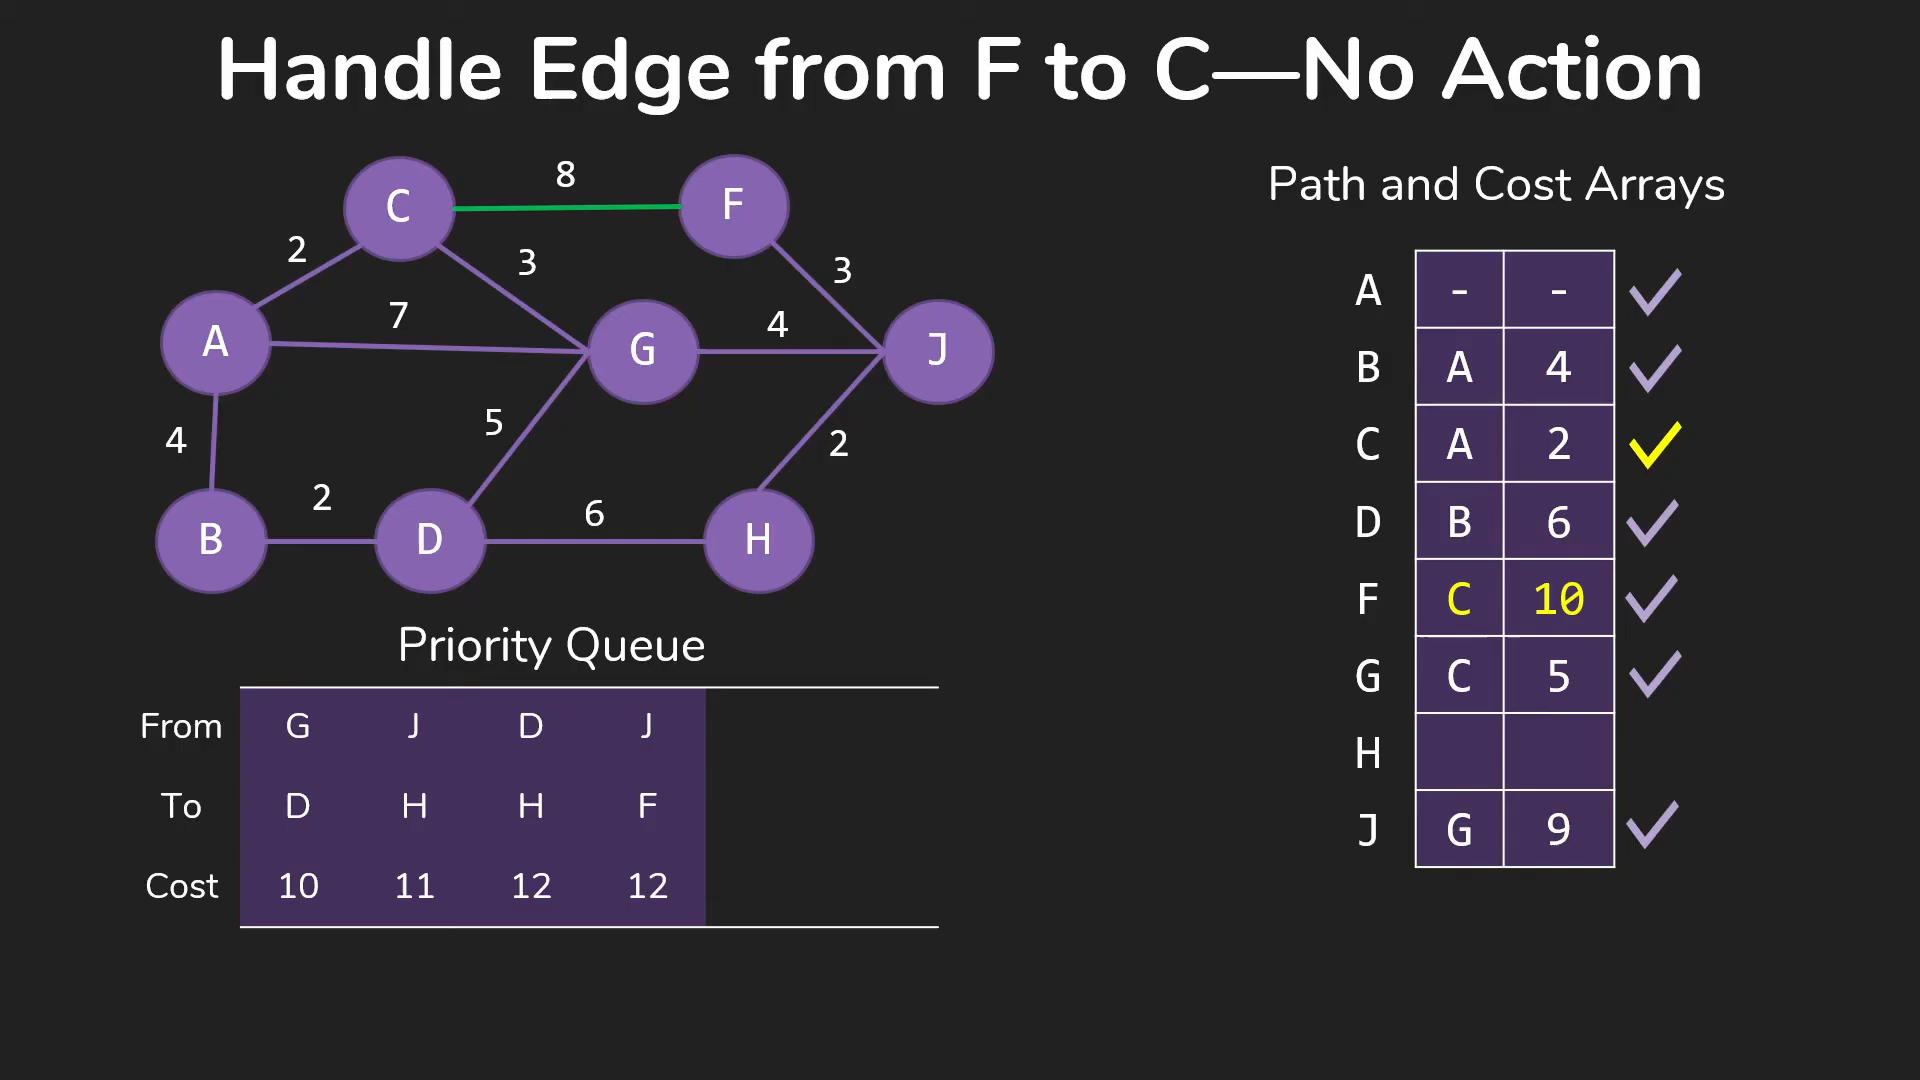 Handle Edge from F to C—No Action
Path and Cost Arrays
8
C
F
2
3
3
7
4
A
G
J
4
5
2
2
6
B
D
H
A - -
B A 4
C A 2
D B 6
F C 10
G C 5
H
J G 9
Priority Queue
From G J D J
To D H H F
Cost 10 11 12 12